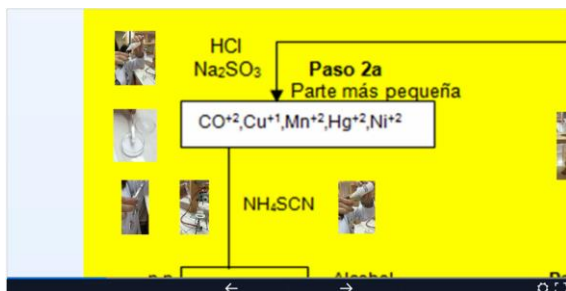 HCl
Na₂SO₃
Paso 2a
Parte más pequeña
CO⁺²,Cu⁺¹,Mn⁺²,Hg⁺²,Ni⁺²
NH₄SCN
Alcohol